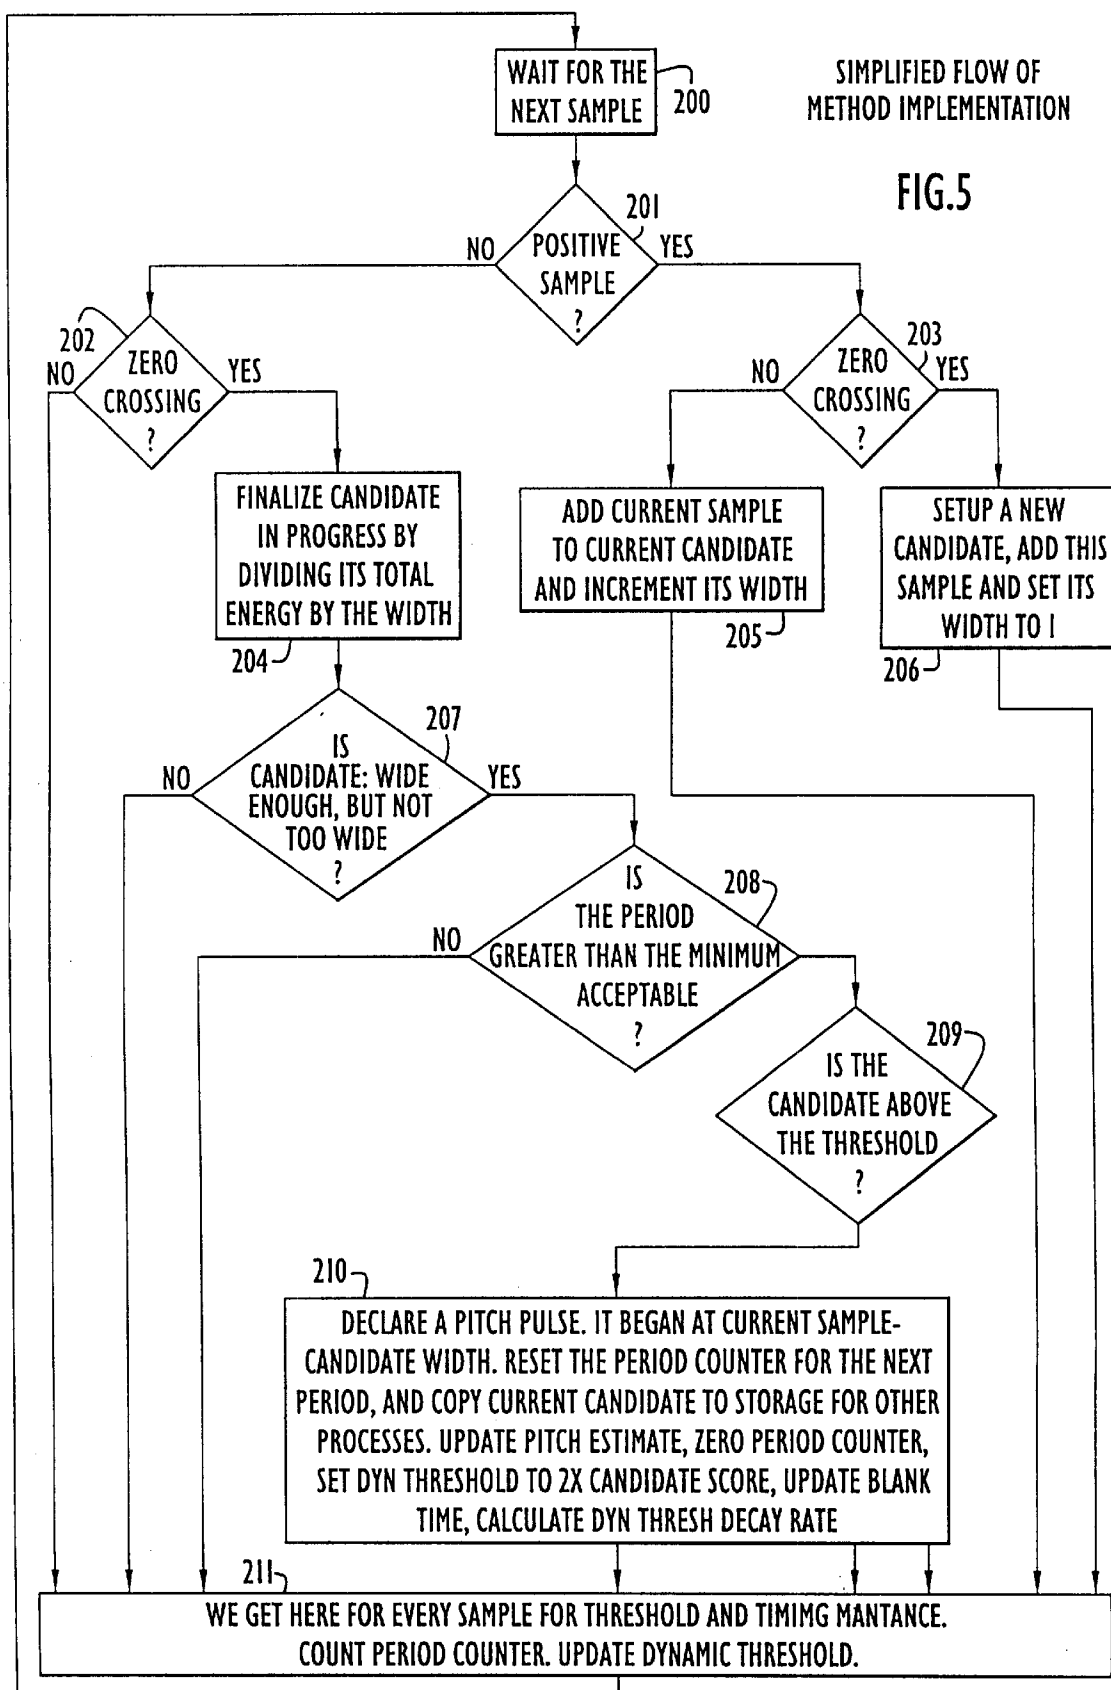 WAIT FOR THE
NEXT SAMPLE
200
SIMPLIFIED FLOW OF
METHOD IMPLEMENTATION
FIG.5
201
NO
POSITIVE
SAMPLE
?
YES
202
NO
ZERO
CROSSING
?
YES
203
NO
ZERO
CROSSING
?
YES
FINALIZE CANDIDATE
IN PROGRESS BY
DIVIDING ITS TOTAL
ENERGY BY THE WIDTH
204
ADD CURRENT SAMPLE
TO CURRENT CANDIDATE
AND INCREMENT ITS WIDTH
205
SETUP A NEW
CANDIDATE, ADD THIS
SAMPLE AND SET ITS
WIDTH TO 1
206
207
NO
IS
CANDIDATE: WIDE
ENOUGH, BUT NOT
TOO WIDE
?
YES
208
NO
IS
THE PERIOD
GREATER THAN THE MINIMUM
ACCEPTABLE
?
209
IS THE
CANDIDATE ABOVE
THE THRESHOLD
?
210
DECLARE A PITCH PULSE. IT BEGAN AT CURRENT SAMPLE-
CANDIDATE WIDTH. RESET THE PERIOD COUNTER FOR THE NEXT
PERIOD, AND COPY CURRENT CANDIDATE TO STORAGE FOR OTHER
PROCESSES. UPDATE PITCH ESTIMATE, ZERO PERIOD COUNTER,
SET DYN THRESHOLD TO 2X CANDIDATE SCORE, UPDATE BLANK
TIME, CALCULATE DYN THRESH DECAY RATE
211
WE GET HERE FOR EVERY SAMPLE FOR THRESHOLD AND TIMIMG MANTANCE.
COUNT PERIOD COUNTER. UPDATE DYNAMIC THRESHOLD.